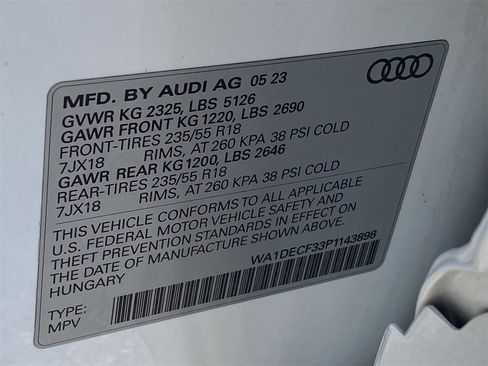 MFD. BY AUDI AG 05 23
GVWR KG 2325, LBS 5126
GAWR FRONT KG 1220, LBS 2690
FRONT-TIRES 235/55 R18
7JX18 RIMS, AT 260 KPA 38 PSI COLD
GAWR REAR KG 1200, LBS 2646
REAR-TIRES 235/55 R18
7JX18 RIMS, AT 260 KPA 38 PSI COLD
THIS VEHICLE CONFORMS TO ALL APPLICABLE
U.S. FEDERAL MOTOR VEHICLE SAFETY AND
THEFT PREVENTION STANDARDS IN EFFECT ON
THE DATE OF MANUFACTURE SHOWN ABOVE.
HUNGARY
WA1DECF33P1143898
TYPE:
MPV